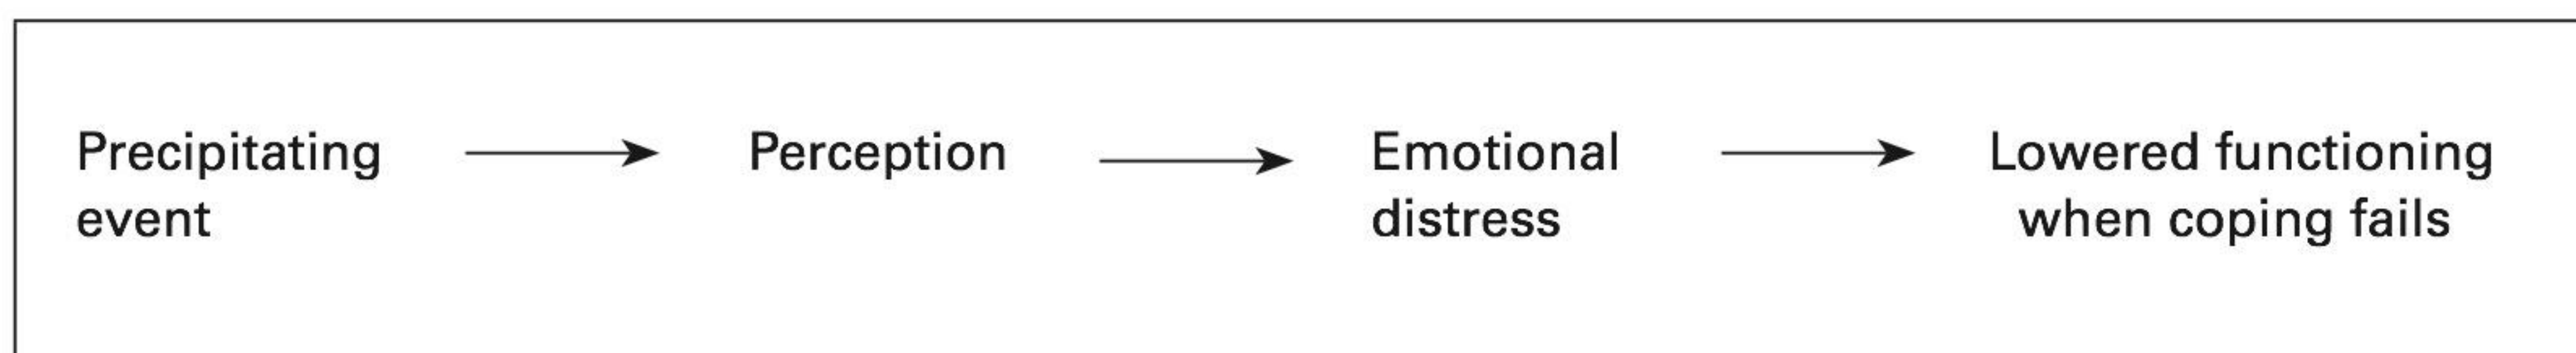 Precipitating event
Perception
Emotional distress
Lowered functioning when coping fails